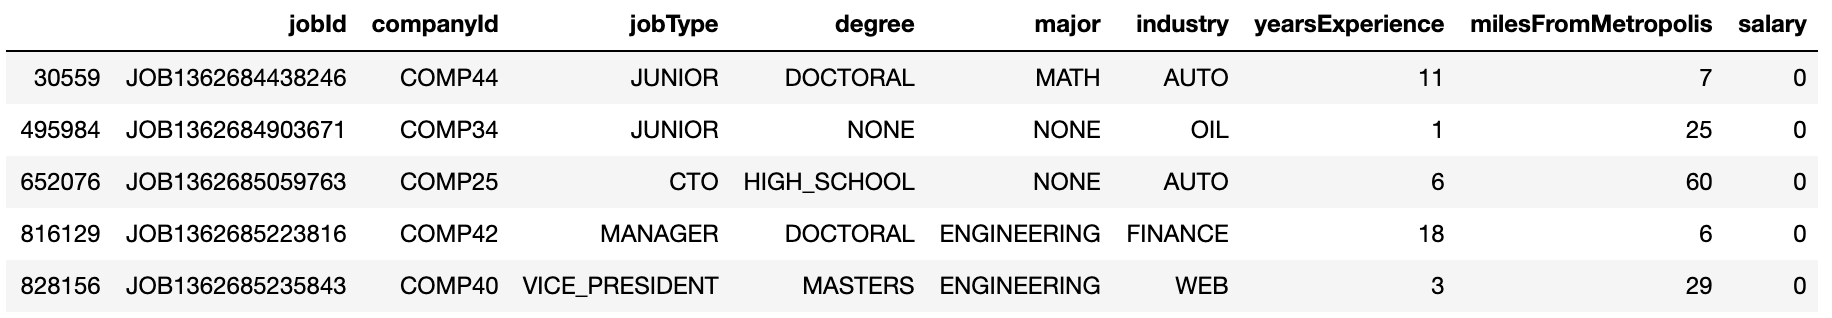 jobId companyId jobType degree major industry yearsExperience milesFromMetropolis salary
30559 JOB1362684438246 COMP44 JUNIOR DOCTORAL MATH AUTO 11 7 0
495984 JOB1362684903671 COMP34 JUNIOR NONE NONE OIL 1 25 0
652076 JOB1362685059763 COMP25 CTO HIGH_SCHOOL NONE AUTO 6 60 0
816129 JOB1362685223816 COMP42 MANAGER DOCTORAL ENGINEERING FINANCE 18 6 0
828156 JOB1362685235843 COMP40 VICE_PRESIDENT MASTERS ENGINEERING WEB 3 29 0